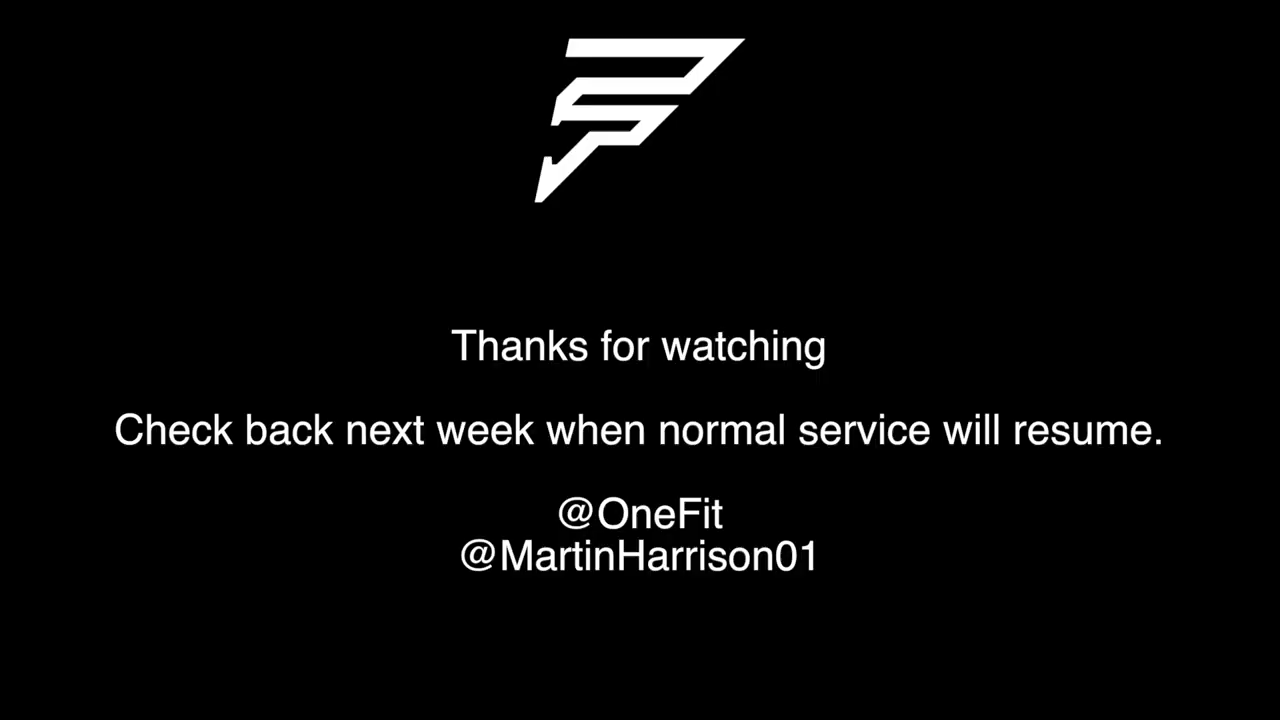 Thanks for watching
Check back next week when normal service will resume.
@OneFit
@MartinHarrison01